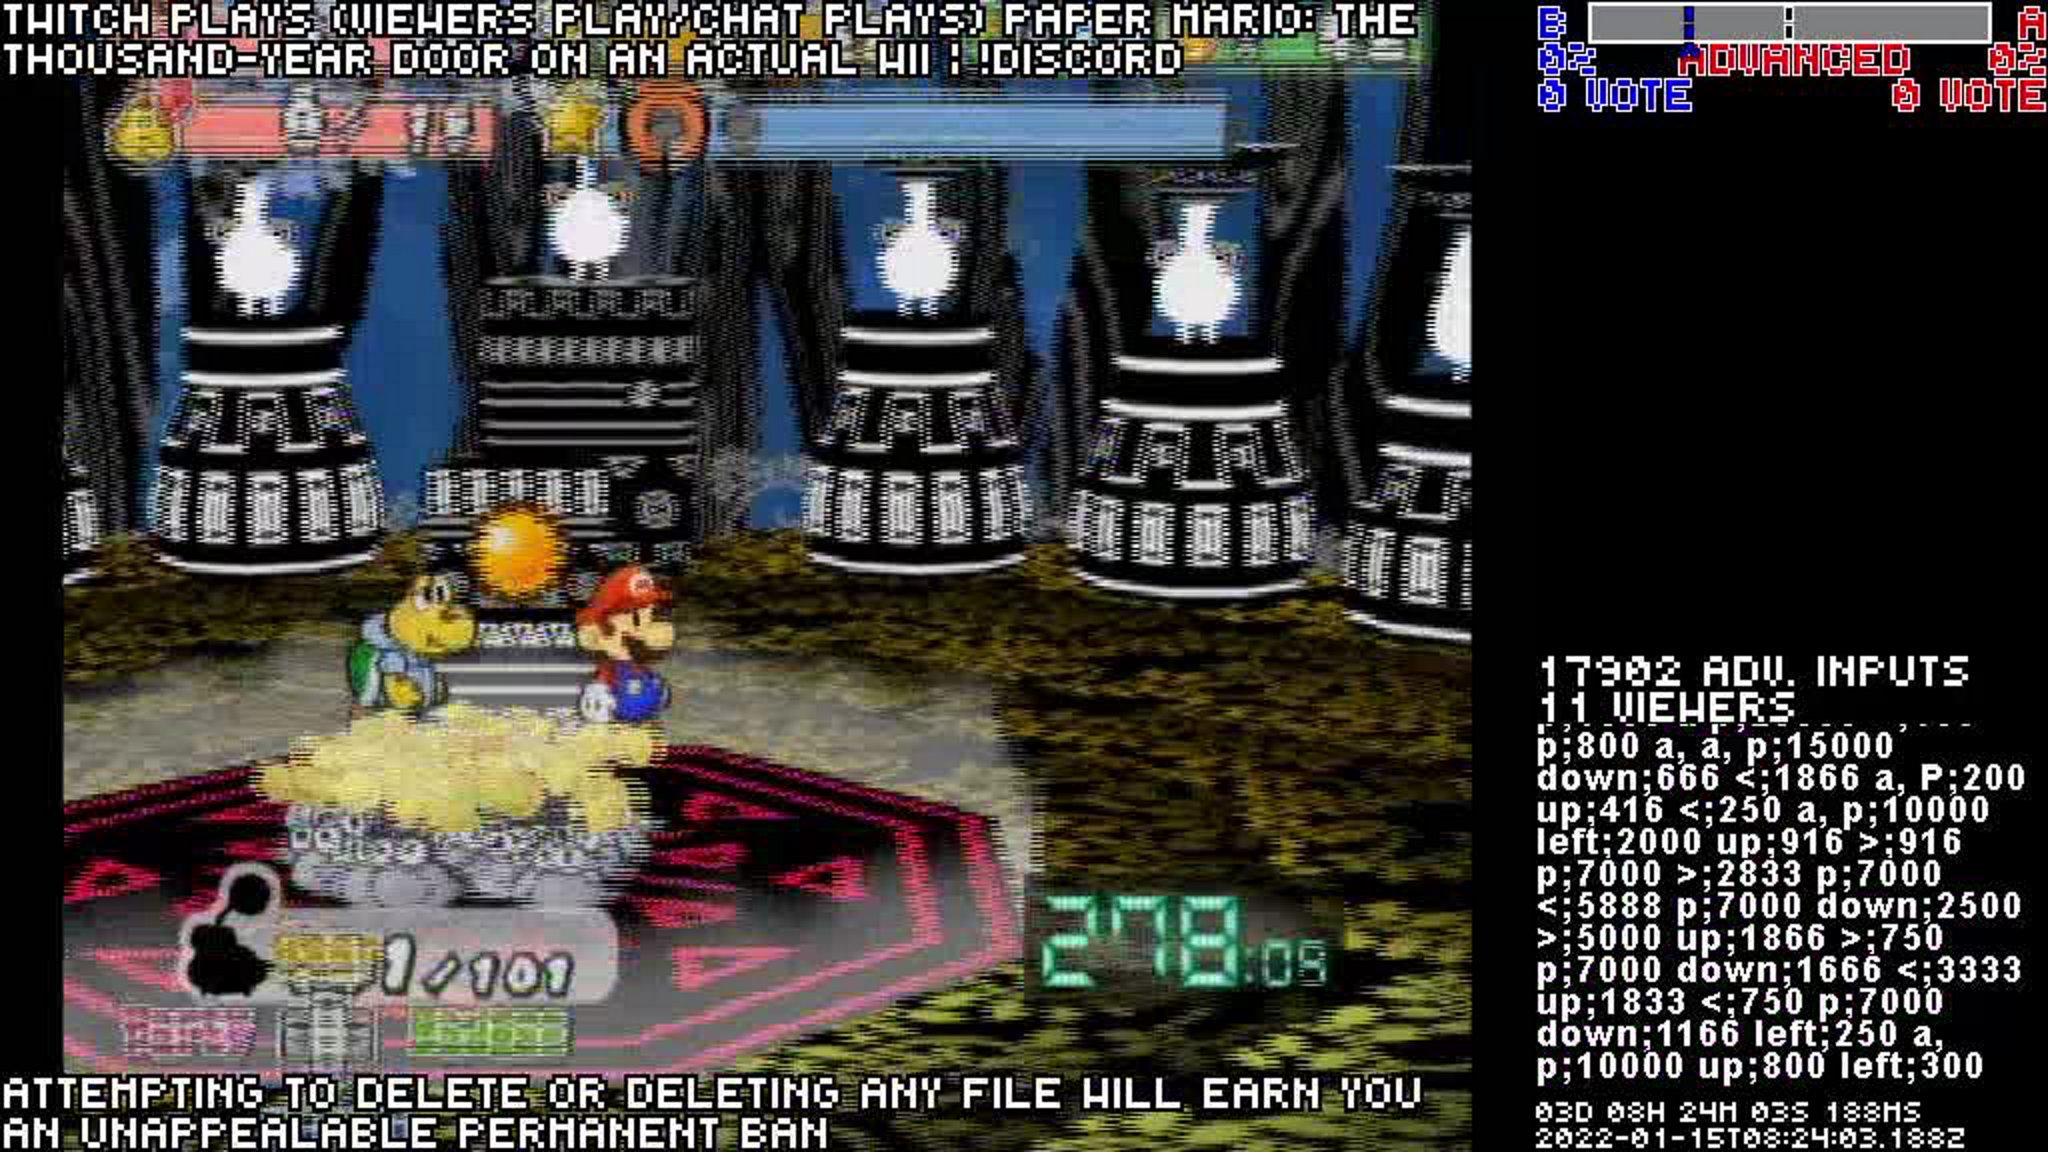 TWITCH PLAYS (VIEWERS PLAY/CHAT PLAYS) PAPER MARIO: THE
THOUSAND-YEAR DOOR ON AN ACTUAL WII ; !DISCORD
B A
0% ADVANCED 0%
0 VOTE 0 VOTE
1/101
278:09
17902 ADV. INPUTS
11 VIEWERS
p;800 a, a, p;15000
down;666 <;1866 a, P;200
up;416 <;250 a, p;10000
left;2000 up;916 >;916
p;7000 >;2833 p;7000
<;5888 p;7000 down;2500
>;5000 up;1866 >;750
p;7000 down;1666 <;3333
up;1833 <;750 p;7000
down;1166 left;250 a,
p;10000 up;800 left;300
03D 08H 24M 03S 188MS
2022-01-15T08:24:03.188Z
ATTEMPTING TO DELETE OR DELETING ANY FILE WILL EARN YOU
AN UNAPPEALABLE PERMANENT BAN